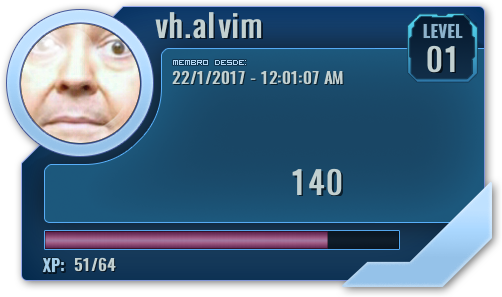 vh.alvim
LEVEL
01
MEMBRO DESDE:
22/1/2017 - 12:01:07 AM
140
XP: 51/64